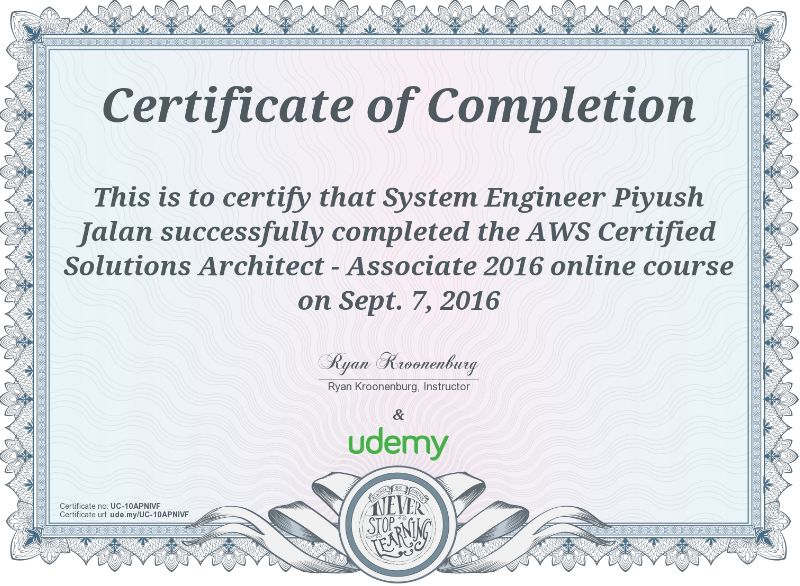 Certificate of Completion
This is to certify that System Engineer Piyush
Jalan successfully completed the AWS Certified
Solutions Architect - Associate 2016 online course
on Sept. 7, 2016
Ryan Kroonenburg
Ryan Kroonenburg, Instructor
&
udemy
Certificate no: UC-10APNIVF
Certificate url: ude.my/UC-10APNIVF
NEVER
STOP
LEARNING